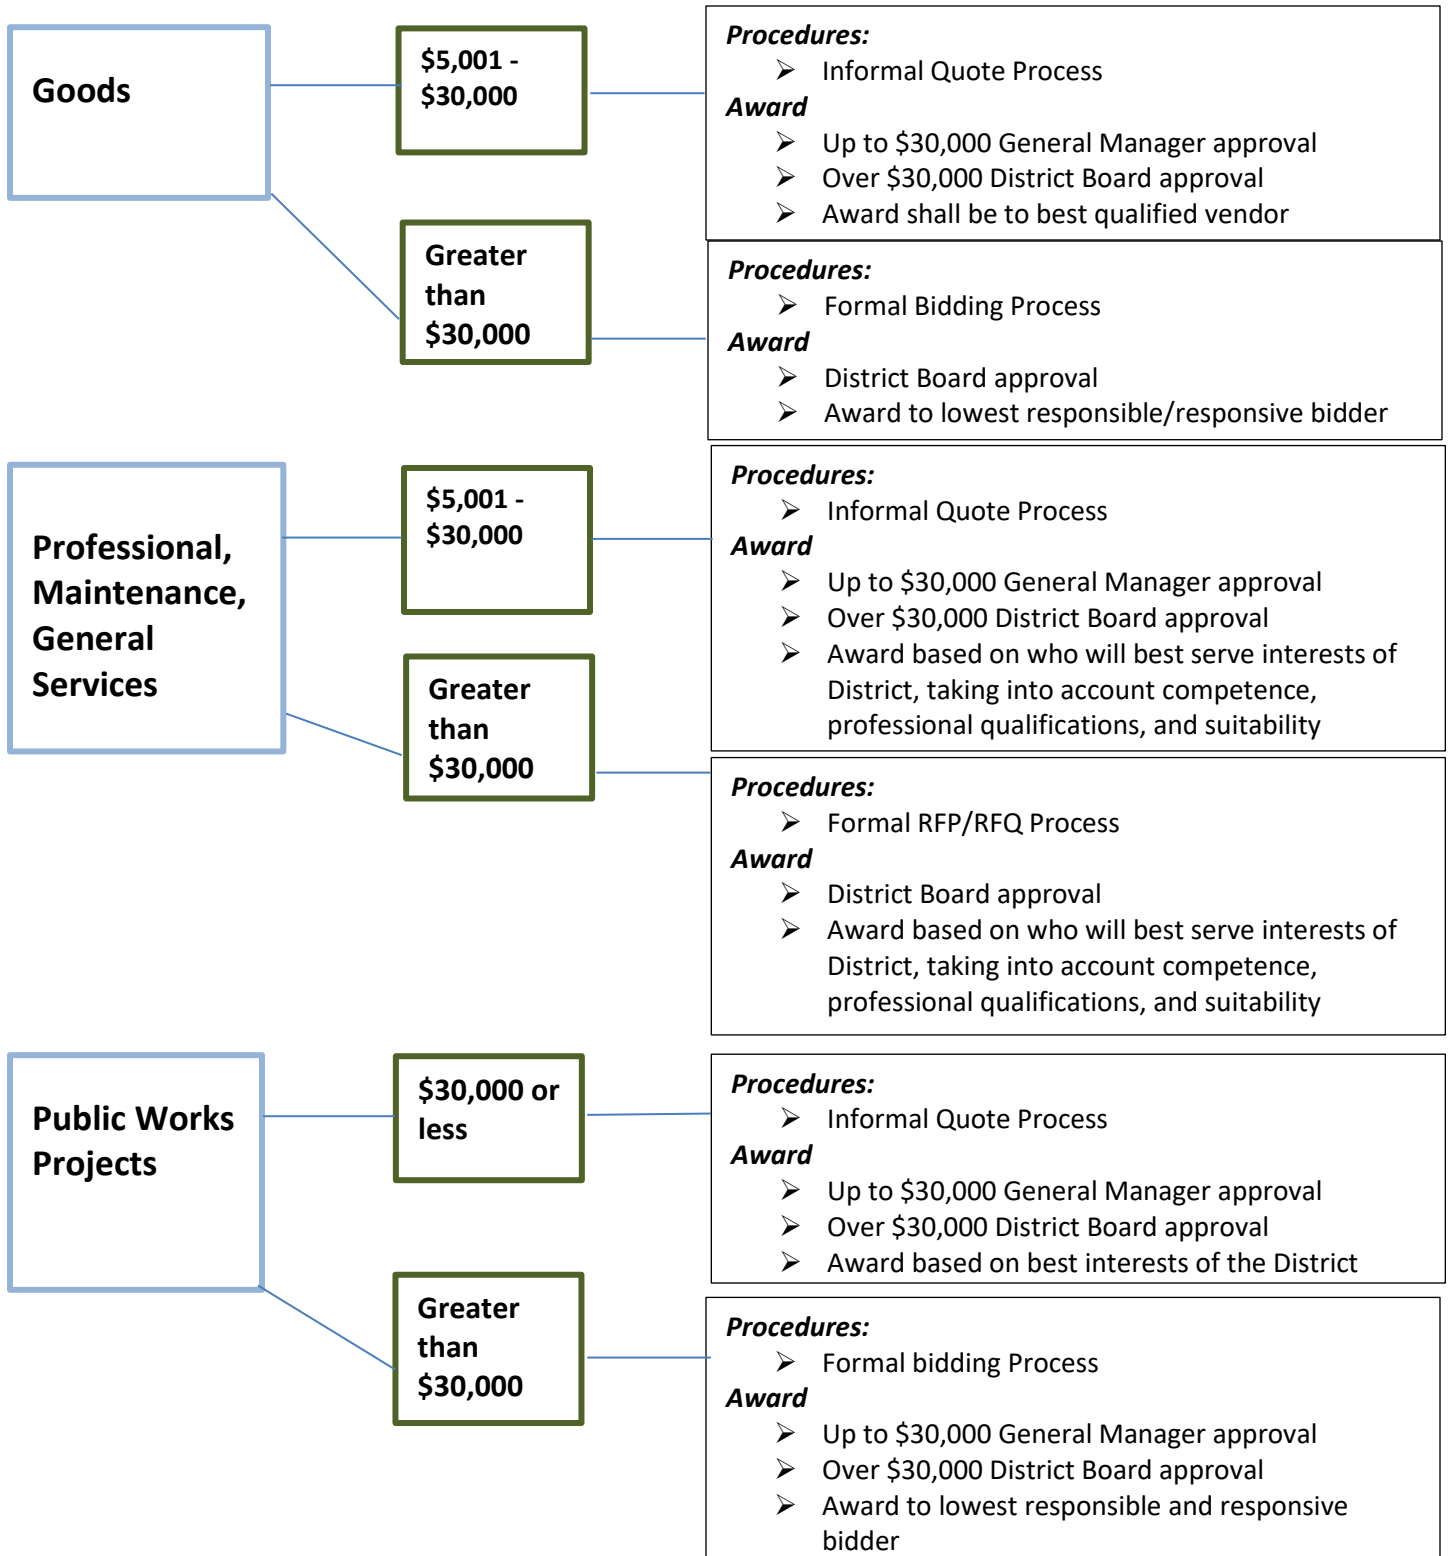 Goods
$5,001 -
$30,000
Procedures:
➢ Informal Quote Process
Award
➢ Up to $30,000 General Manager approval
➢ Over $30,000 District Board approval
➢ Award shall be to best qualified vendor
Greater
than
$30,000
Procedures:
➢ Formal Bidding Process
Award
➢ District Board approval
➢ Award to lowest responsible/responsive bidder
Professional,
Maintenance,
General
Services
$5,001 -
$30,000
Procedures:
➢ Informal Quote Process
Award
➢ Up to $30,000 General Manager approval
➢ Over $30,000 District Board approval
➢ Award based on who will best serve interests of
District, taking into account competence,
professional qualifications, and suitability
Greater
than
$30,000
Procedures:
➢ Formal RFP/RFQ Process
Award
➢ District Board approval
➢ Award based on who will best serve interests of
District, taking into account competence,
professional qualifications, and suitability
Public Works
Projects
$30,000 or
less
Procedures:
➢ Informal Quote Process
Award
➢ Up to $30,000 General Manager approval
➢ Over $30,000 District Board approval
➢ Award based on best interests of the District
Greater
than
$30,000
Procedures:
➢ Formal bidding Process
Award
➢ Up to $30,000 General Manager approval
➢ Over $30,000 District Board approval
➢ Award to lowest responsible and responsive
bidder